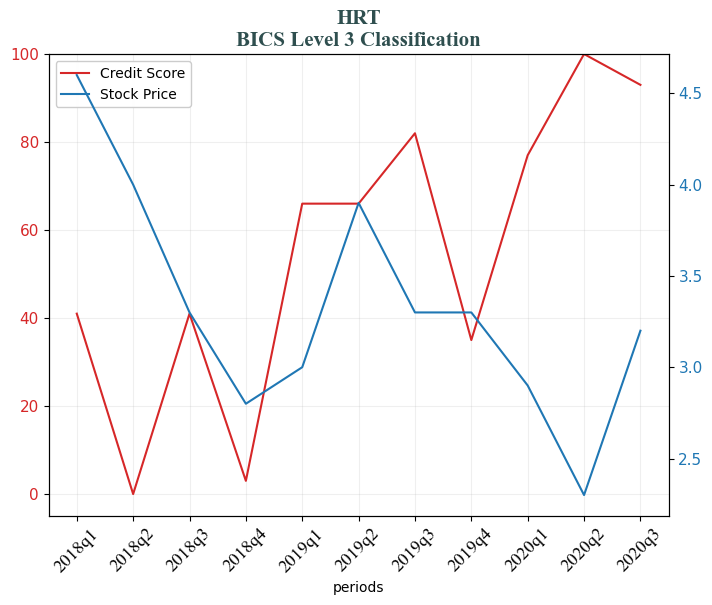 HRT
BICS Level 3 Classification
Credit Score
Stock Price
100
80
60
40
20
0
4.5
4.0
3.5
3.0
2.5
2018q1
2018q2
2018q3
2018q4
2019q1
2019q2
2019q3
2019q4
2020q1
2020q2
2020q3
periods